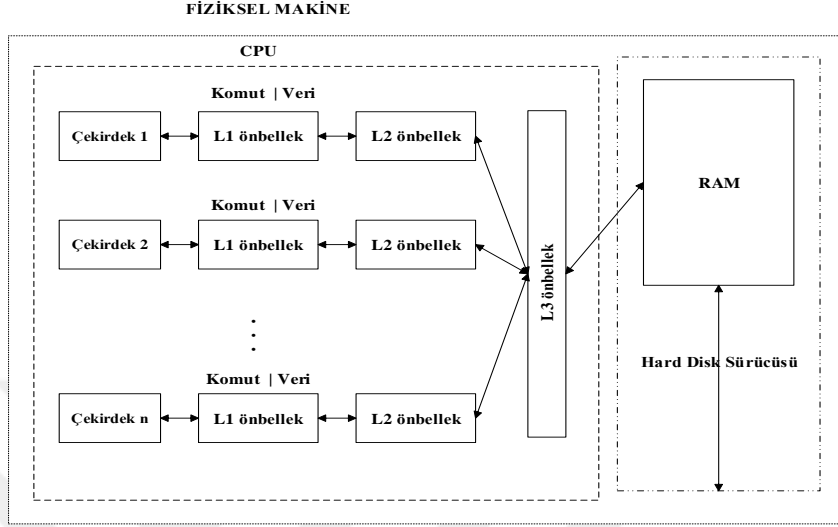 FİZİKSEL MAKİNE
CPU
Komut | Veri
Çekirdek 1
L1 önbellek
L2 önbellek
Komut | Veri
Çekirdek 2
L1 önbellek
L2 önbellek
L3 önbellek
RAM
. . .
Hard Disk Sürücüsü
Komut | Veri
Çekirdek n
L1 önbellek
L2 önbellek